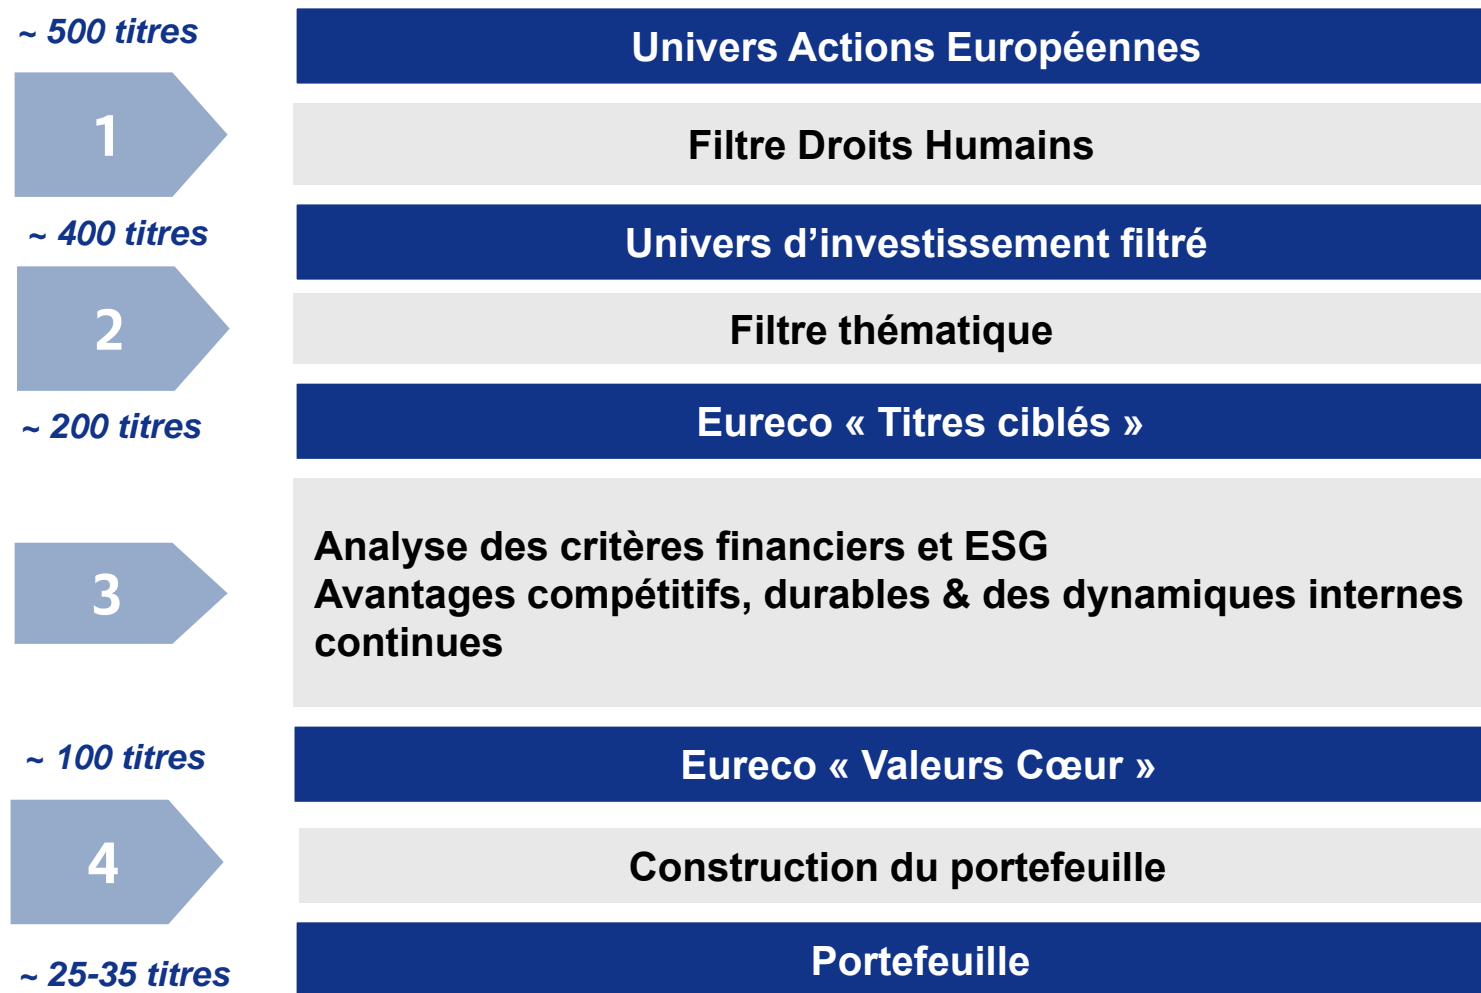 ~ 500 titres
Univers Actions Européennes
1
Filtre Droits Humains
~ 400 titres
Univers d’investissement filtré
2
Filtre thématique
~ 200 titres
Eureco « Titres ciblés »
3
Analyse des critères financiers et ESG
Avantages compétitifs, durables & des dynamiques internes
continues
~ 100 titres
Eureco « Valeurs Cœur »
4
Construction du portefeuille
~ 25-35 titres
Portefeuille